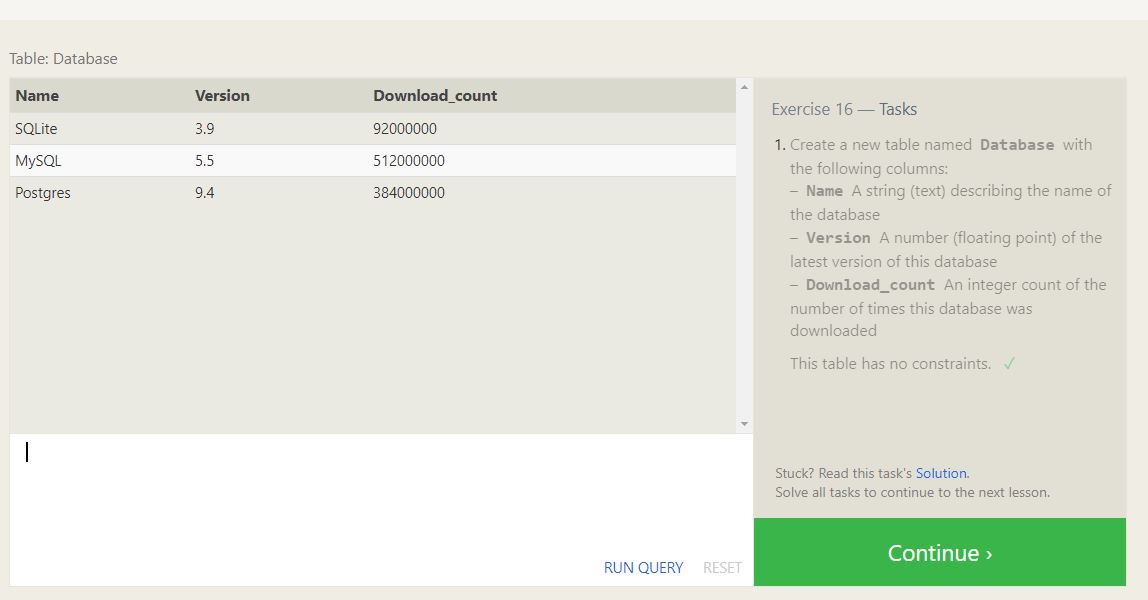 Table: Database
Name Version Download_count
SQLite 3.9 92000000
MySQL 5.5 512000000
Postgres 9.4 384000000
RUN QUERY RESET
Exercise 16 — Tasks
1. Create a new table named Database with
the following columns:
– Name A string (text) describing the name of
the database
– Version A number (floating point) of the
latest version of this database
– Download_count An integer count of the
number of times this database was
downloaded
This table has no constraints. ✓
Stuck? Read this task's Solution.
Solve all tasks to continue to the next lesson.
Continue ›